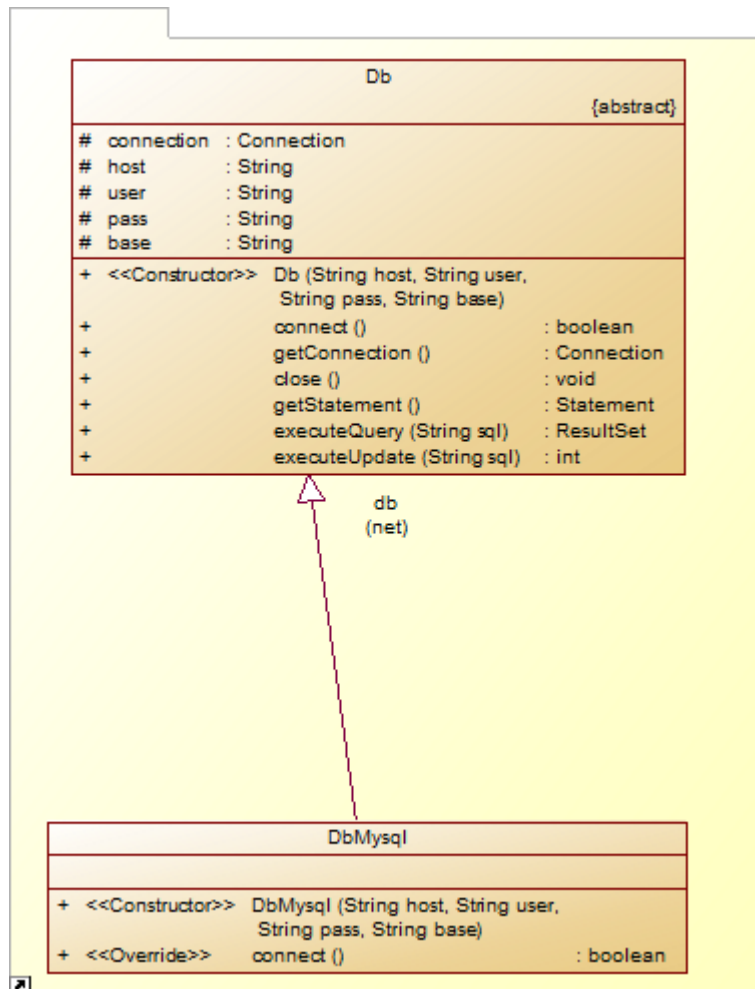 Db
{abstract}
# connection : Connection
# host : String
# user : String
# pass : String
# base : String
+ <<Constructor>> Db (String host, String user,
String pass, String base)
+ connect () : boolean
+ getConnection () : Connection
+ close () : void
+ getStatement () : Statement
+ executeQuery (String sql) : ResultSet
+ executeUpdate (String sql) : int
db
(net)
DbMysql
+ <<Constructor>> DbMysql (String host, String user,
String pass, String base)
+ <<Override>> connect () : boolean